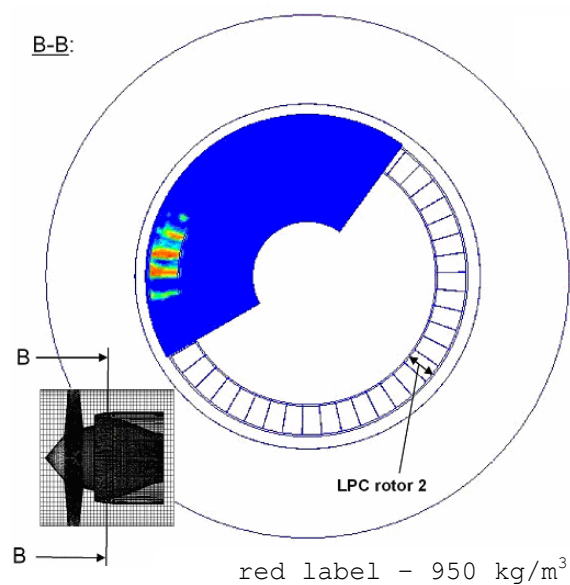 B-B:
B
LPC rotor 2
B
red label – 950 kg/m³